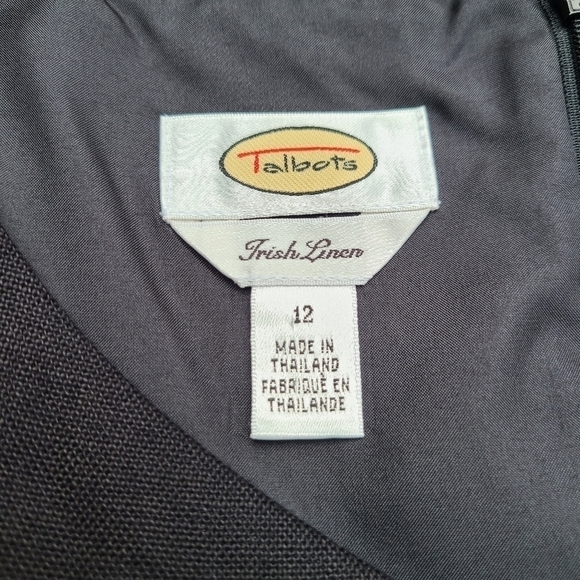 Talbots
Irish Linen
12
MADE IN
THAILAND
FABRIQUÉ EN
THAILANDE